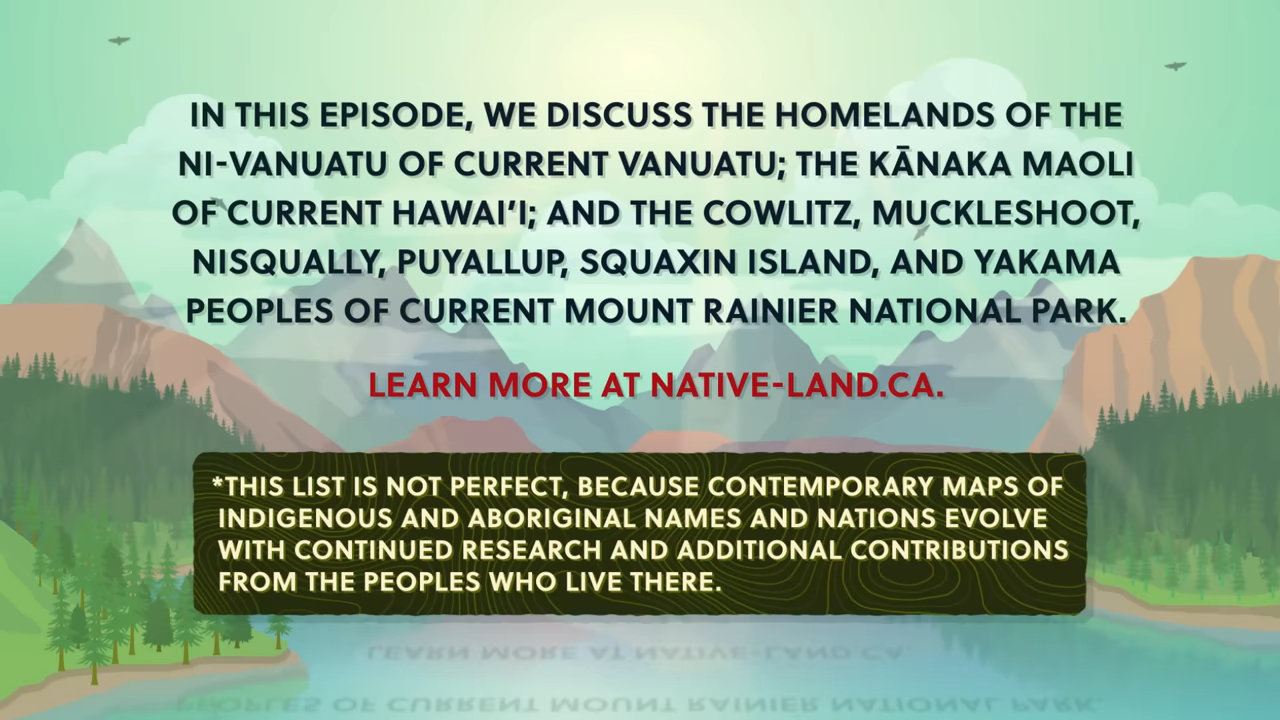 IN THIS EPISODE, WE DISCUSS THE HOMELANDS OF THE
NI-VANUATU OF CURRENT VANUATU; THE KĀNAKA MAOLI
OF CURRENT HAWAI'I; AND THE COWLITZ, MUCKLESHOOT,
NISQUALLY, PUYALLUP, SQUAXIN ISLAND, AND YAKAMA
PEOPLES OF CURRENT MOUNT RAINIER NATIONAL PARK.
LEARN MORE AT NATIVE-LAND.CA.
*THIS LIST IS NOT PERFECT, BECAUSE CONTEMPORARY MAPS OF
INDIGENOUS AND ABORIGINAL NAMES AND NATIONS EVOLVE
WITH CONTINUED RESEARCH AND ADDITIONAL CONTRIBUTIONS
FROM THE PEOPLES WHO LIVE THERE.